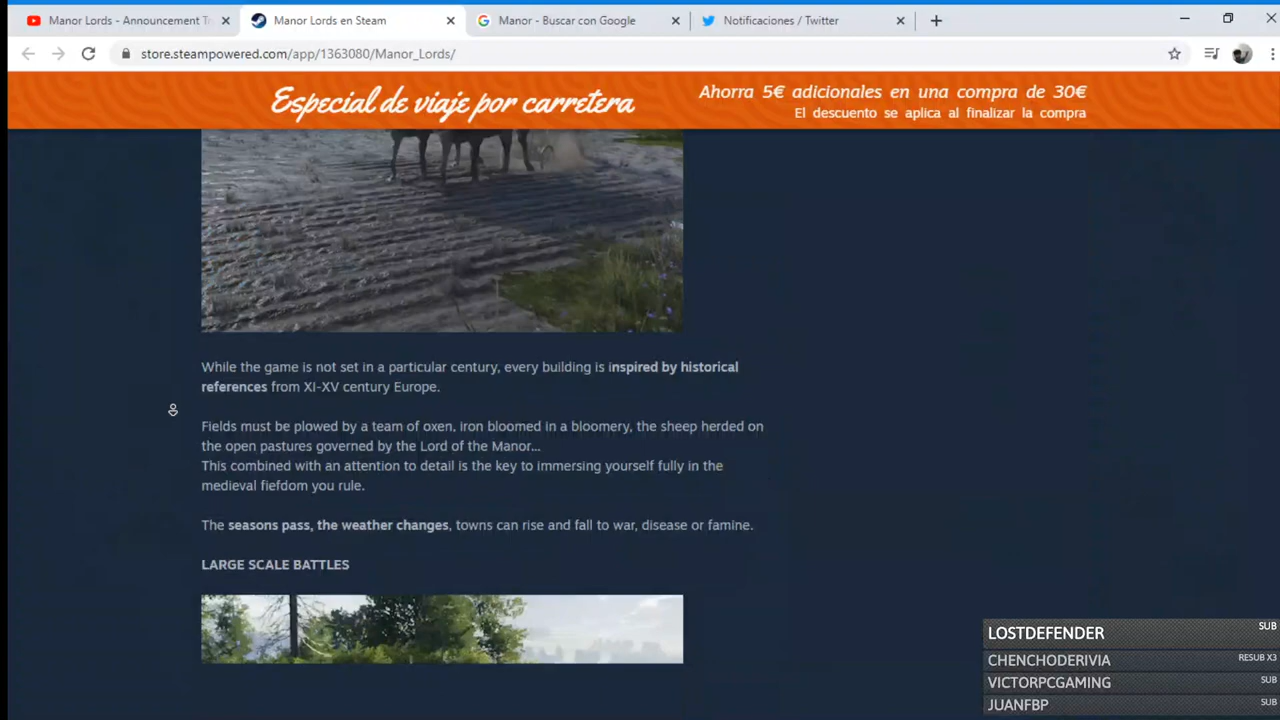 Manor Lords - Announcement Tr
Manor Lords en Steam
Manor - Buscar con Google
Notificaciones / Twitter
store.steampowered.com/app/1363080/Manor_Lords/
Especial de viaje por carretera
Ahorra 5€ adicionales en una compra de 30€
El descuento se aplica al finalizar la compra
While the game is not set in a particular century, every building is inspired by historical
references from XI-XV century Europe.
Fields must be plowed by a team of oxen, iron bloomed in a bloomery, the sheep herded on
the open pastures governed by the Lord of the Manor...
This combined with an attention to detail is the key to immersing yourself fully in the
medieval fiefdom you rule.
The seasons pass, the weather changes, towns can rise and fall to war, disease or famine.
LARGE SCALE BATTLES
LOSTDEFENDER SUB
CHENCHODERIVIA RESUB X3
VICTORPCGAMING SUB
JUANFBP SUB